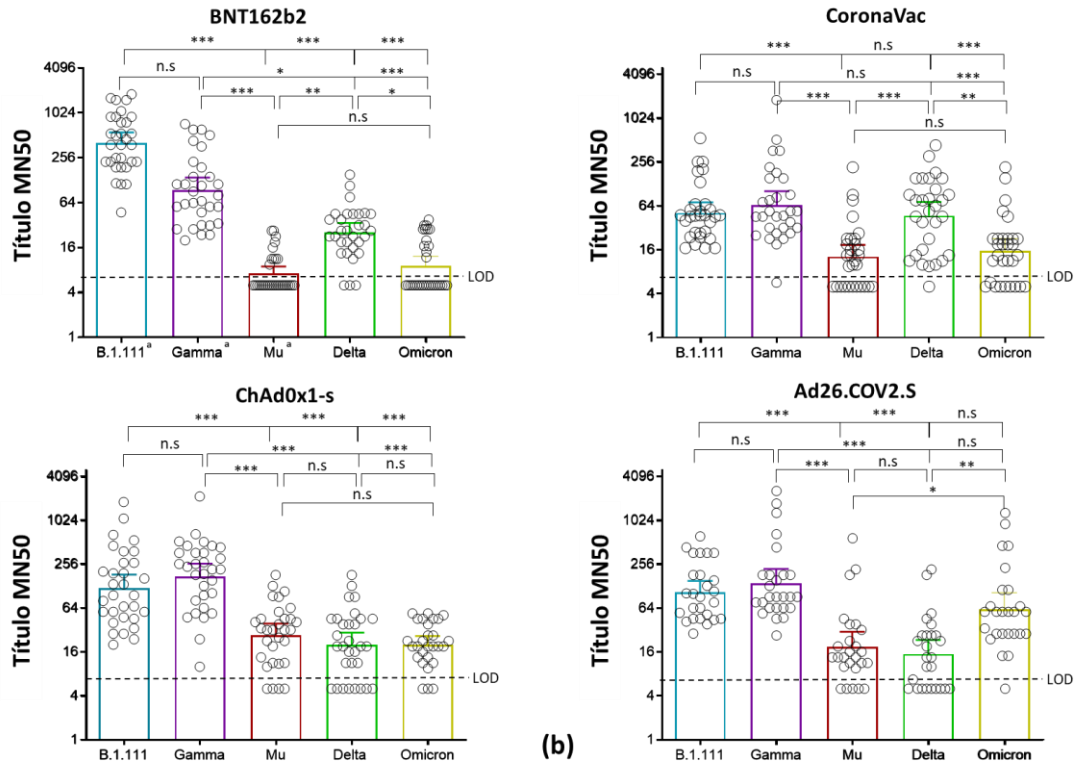 BNT162b2
*** *** ***
n.s * ***
*** ** *
n.s
Título MN50
4096
1024
256
64
16
4
1
LOD
B.1.111 a Gamma a Mu a Delta Omicron
CoronaVac
*** n.s ***
n.s n.s ***
*** *** **
n.s
Título MN50
4096
1024
256
64
16
4
1
LOD
B.1.111 Gamma Mu Delta Omicron
ChAd0x1-s
*** *** ***
n.s *** ***
*** n.s n.s
n.s
Título MN50
4096
1024
256
64
16
4
1
LOD
B.1.111 Gamma Mu Delta Omicron
Ad26.COV2.S
*** *** n.s
n.s *** n.s
*** n.s **
*
Título MN50
4096
1024
256
64
16
4
1
LOD
B.1.111 Gamma Mu Delta Omicron
(b)